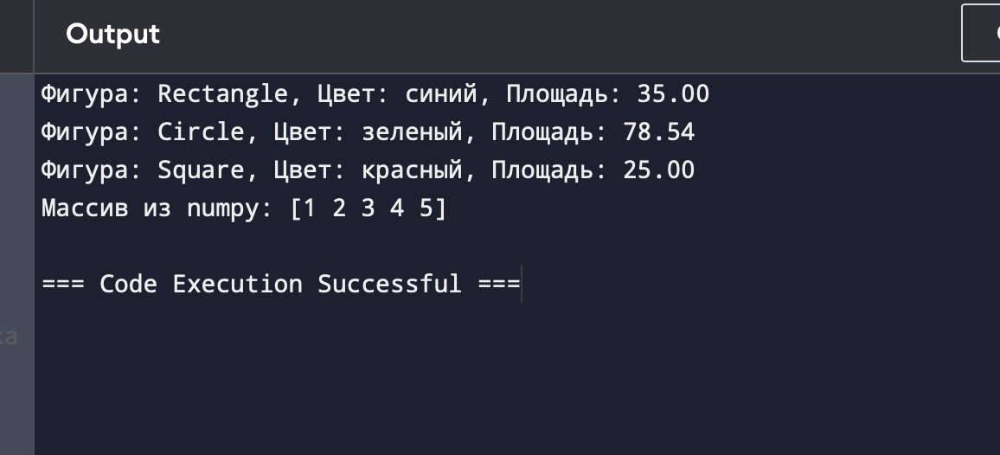 Output
Фигура: Rectangle, Цвет: синий, Площадь: 35.00
Фигура: Circle, Цвет: зеленый, Площадь: 78.54
Фигура: Square, Цвет: красный, Площадь: 25.00
Массив из numpy: [1 2 3 4 5]
=== Code Execution Successful ===